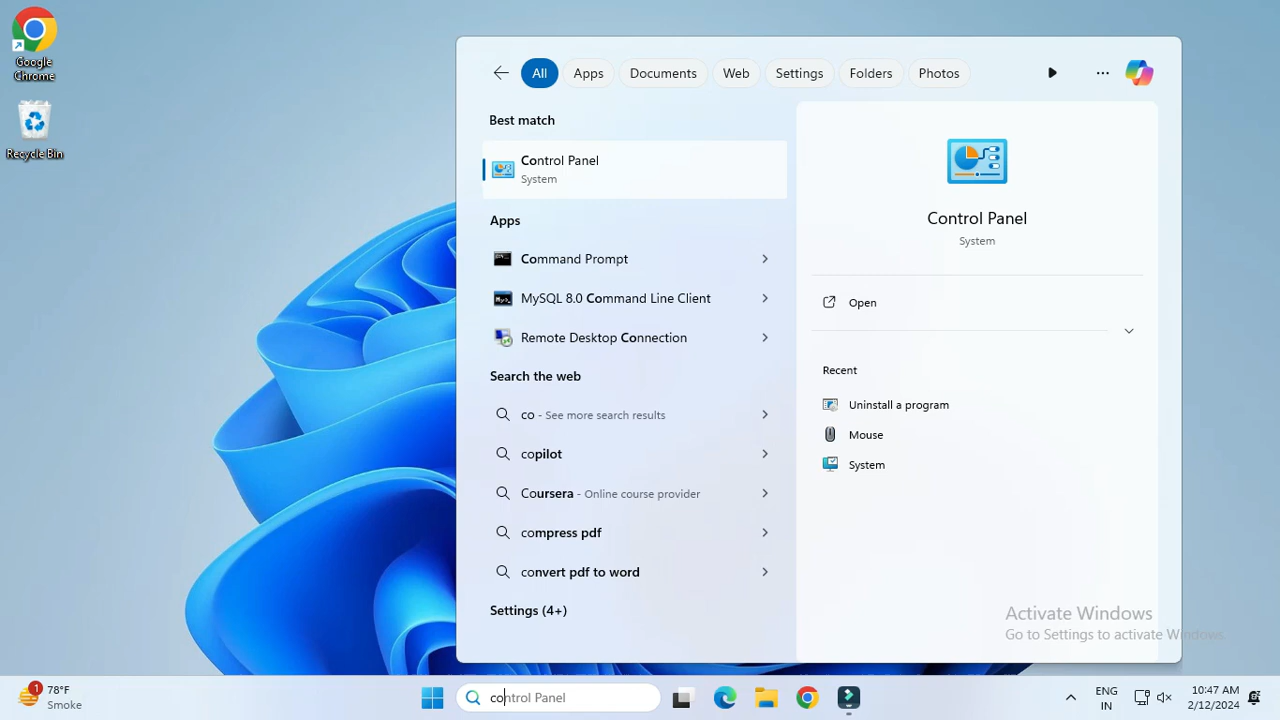 Google
Chrome
Recycle Bin
All
Apps
Documents
Web
Settings
Folders
Photos
Best match
Control Panel
System
Apps
Command Prompt
MySQL 8.0 Command Line Client
Remote Desktop Connection
Search the web
co - See more search results
copilot
Coursera - Online course provider
compress pdf
convert pdf to word
Settings (4+)
Control Panel
System
Open
Recent
Uninstall a program
Mouse
System
Activate Windows
Go to Settings to activate Windows.
1
78°F
Smoke
control Panel
ENG
IN
10:47 AM
2/12/2024